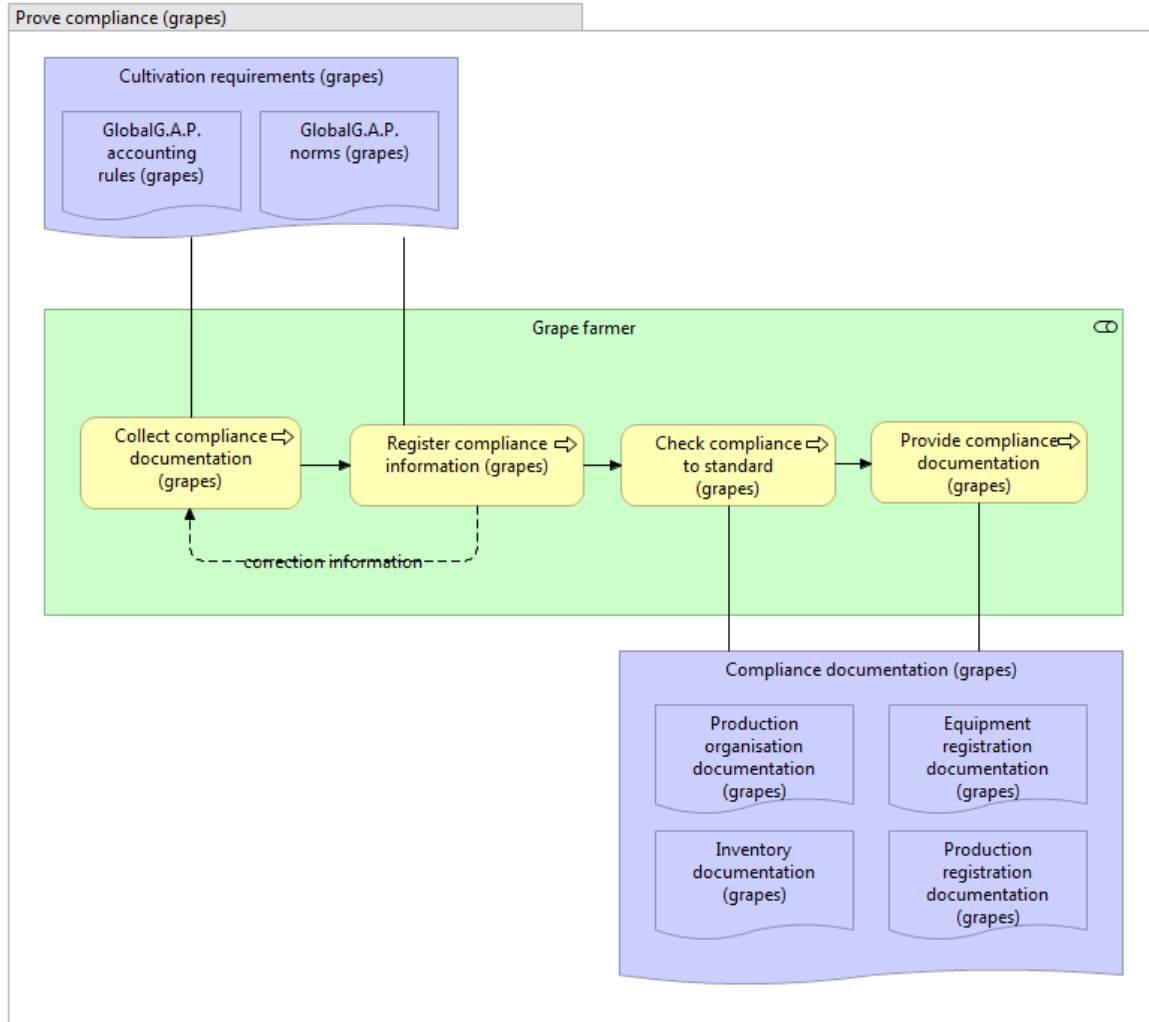 Prove compliance (grapes)
Cultivation requirements (grapes)
GlobalG.A.P.
accounting
rules (grapes)
GlobalG.A.P.
norms (grapes)
Grape farmer
Collect compliance
documentation
(grapes)
Register compliance
information (grapes)
Check compliance
to standard
(grapes)
Provide compliance
documentation
(grapes)
correction information
Compliance documentation (grapes)
Production
organisation
documentation
(grapes)
Equipment
registration
documentation
(grapes)
Inventory
documentation
(grapes)
Production
registration
documentation
(grapes)